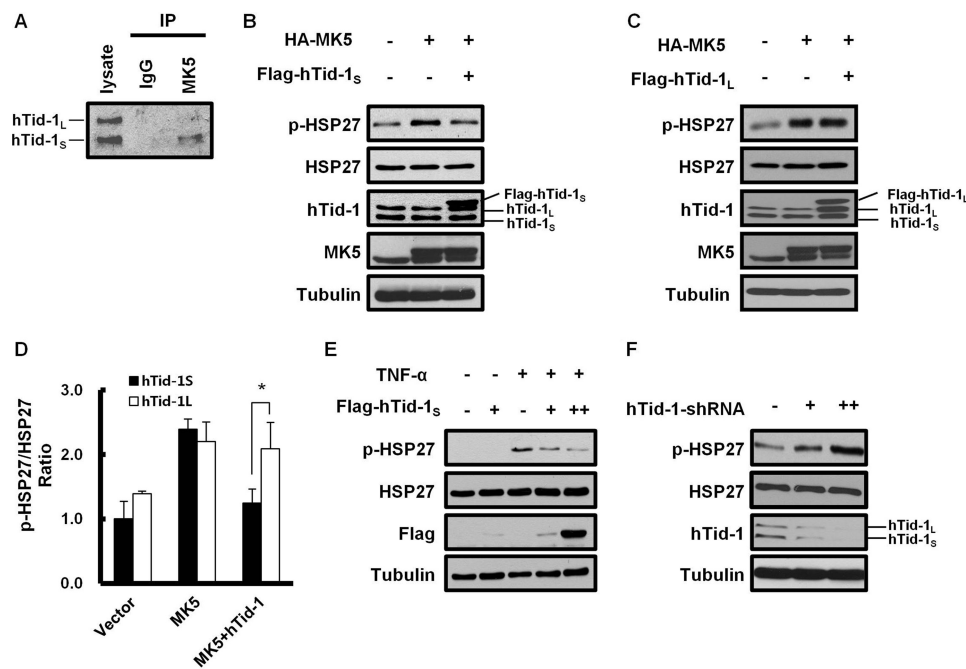 A
IP
lysate
IgG
MK5
hTid-1L
hTid-1S
B
HA-MK5 - + +
Flag-hTid-1S - - +
p-HSP27
HSP27
hTid-1
Flag-hTid-1S
hTid-1L
hTid-1S
MK5
Tubulin
C
HA-MK5 - + +
Flag-hTid-1L - - +
p-HSP27
HSP27
hTid-1
Flag-hTid-1L
hTid-1L
hTid-1S
MK5
Tubulin
D
hTid-1S
hTid-1L
*
p-HSP27/HSP27
Ratio
3.0
2.0
1.0
0.0
Vector
MK5
MK5+hTid-1
E
TNF-α - - + + +
Flag-hTid-1S - + - + ++
p-HSP27
HSP27
Flag
Tubulin
F
hTid-1-shRNA - + ++
p-HSP27
HSP27
hTid-1
hTid-1L
hTid-1S
Tubulin